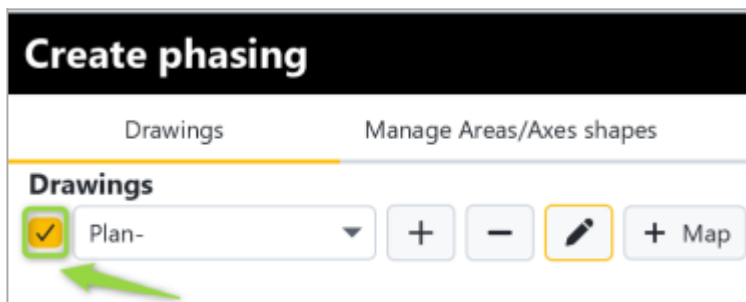 Create phasing
Drawings Manage Areas/Axes shapes
Drawings
Plan- + − + Map